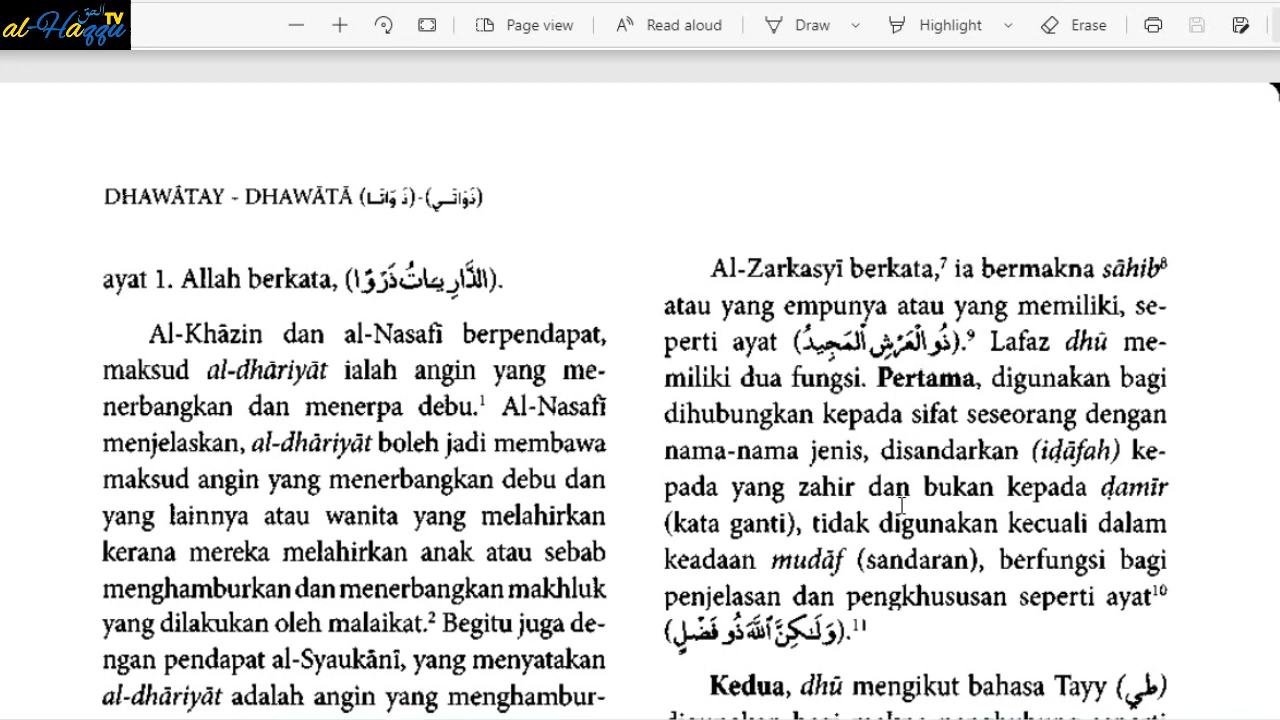 al-Haqqu TV
الحق
Page view
Read aloud
Draw
Highlight
Erase
DHAWÂTAY - DHAWĀTĀ (ذَوَاتَـا)-(ذَوَاتَـي)
ayat 1. Allah berkata, (الذَّارِيَاتُ ذَرْوًا).
Al-Khāzin dan al-Nasafī berpendapat,
maksud al-dhāriyāt ialah angin yang me-
nerbangkan dan menerpa debu.¹ Al-Nasafī
menjelaskan, al-dhāriyāt boleh jadi membawa
maksud angin yang menerbangkan debu dan
yang lainnya atau wanita yang melahirkan
kerana mereka melahirkan anak atau sebab
menghamburkan dan menerbangkan makhluk
yang dilakukan oleh malaikat.² Begitu juga de-
ngan pendapat al-Syaukānī, yang menyatakan
al-dhāriyāt adalah angin yang menghambur-
Al-Zarkasyī berkata,⁷ ia bermakna sāhib⁸
atau yang empunya atau yang memiliki, se-
perti ayat (ذُو الْعَرْشِ الْمَجِيدُ).⁹ Lafaz dhū me-
miliki dua fungsi. Pertama, digunakan bagi
dihubungkan kepada sifat seseorang dengan
nama-nama jenis, disandarkan (iḍāfah) ke-
pada yang zahir dan bukan kepada ḍamīr
(kata ganti), tidak digunakan kecuali dalam
keadaan muḍāf (sandaran), berfungsi bagi
penjelasan dan pengkhususan seperti ayat¹⁰
(وَلَٰكِنَّ ٱللَّهَ ذُو فَضْلٍ).¹¹
Kedua, dhū mengikut bahasa Tayy (طي)